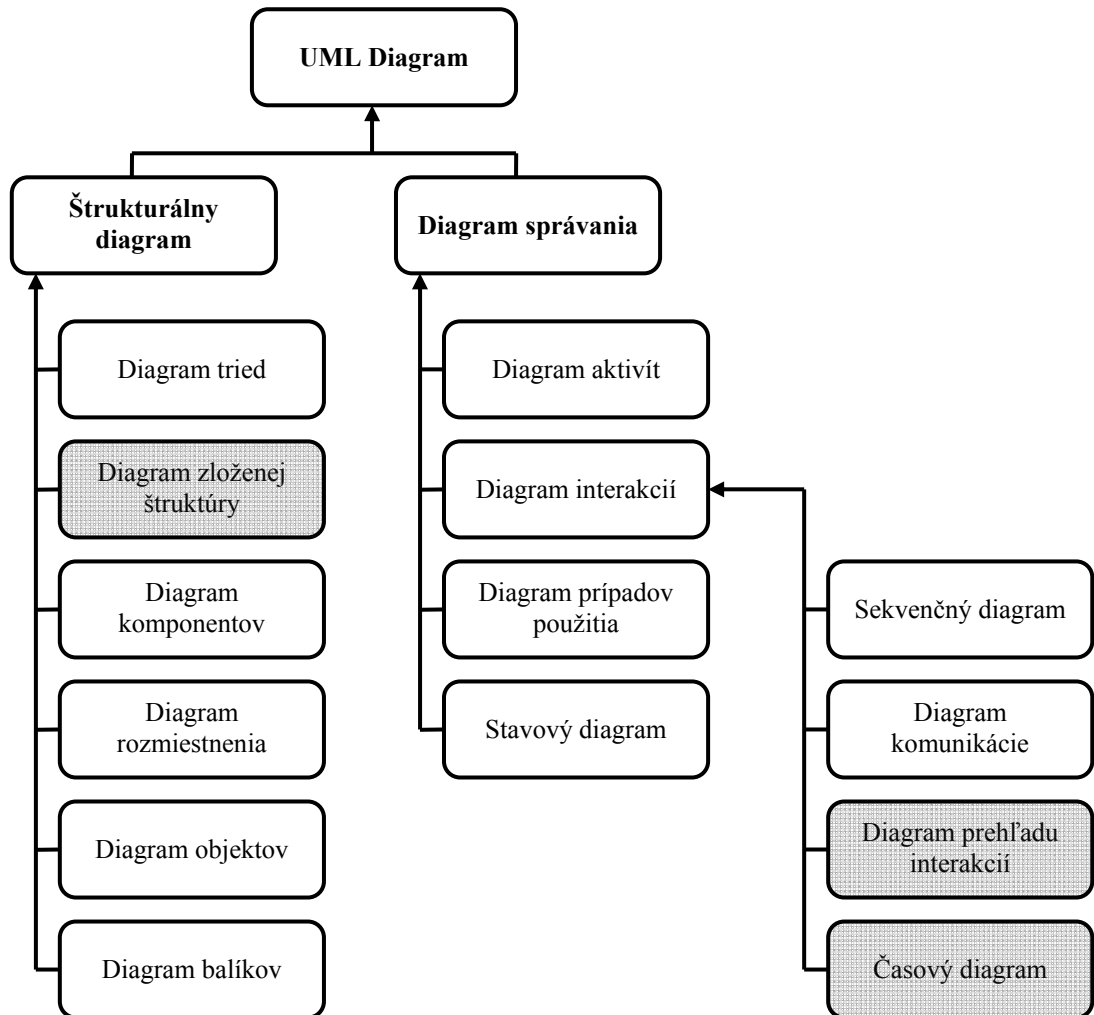 UML Diagram
Štrukturálny
diagram
Diagram správania
Diagram tried
Diagram zloženej
štruktúry
Diagram
komponentov
Diagram
rozmiestnenia
Diagram objektov
Diagram balíkov
Diagram aktivít
Diagram interakcií
Diagram prípadov
použitia
Stavový diagram
Sekvenčný diagram
Diagram
komunikácie
Diagram prehľadu
interakcií
Časový diagram